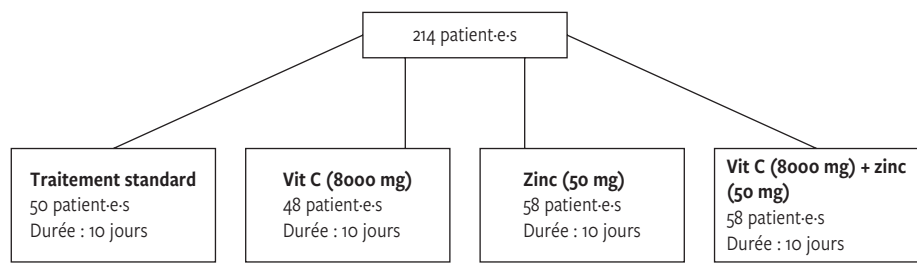 214 patient·e·s
Traitement standard
50 patient·e·s
Durée : 10 jours
Vit C (8000 mg)
48 patient·e·s
Durée : 10 jours
Zinc (50 mg)
58 patient·e·s
Durée : 10 jours
Vit C (8000 mg) + zinc
(50 mg)
58 patient·e·s
Durée : 10 jours